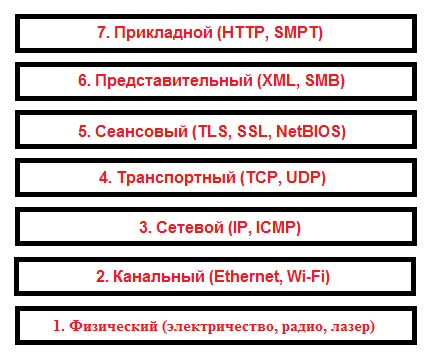 7. Прикладной (HTTP, SMPT)
6. Представительный (XML, SMB)
5. Сеансовый (TLS, SSL, NetBIOS)
4. Транспортный (TCP, UDP)
3. Сетевой (IP, ICMP)
2. Канальный (Ethernet, Wi-Fi)
1. Физический (электричество, радио, лазер)